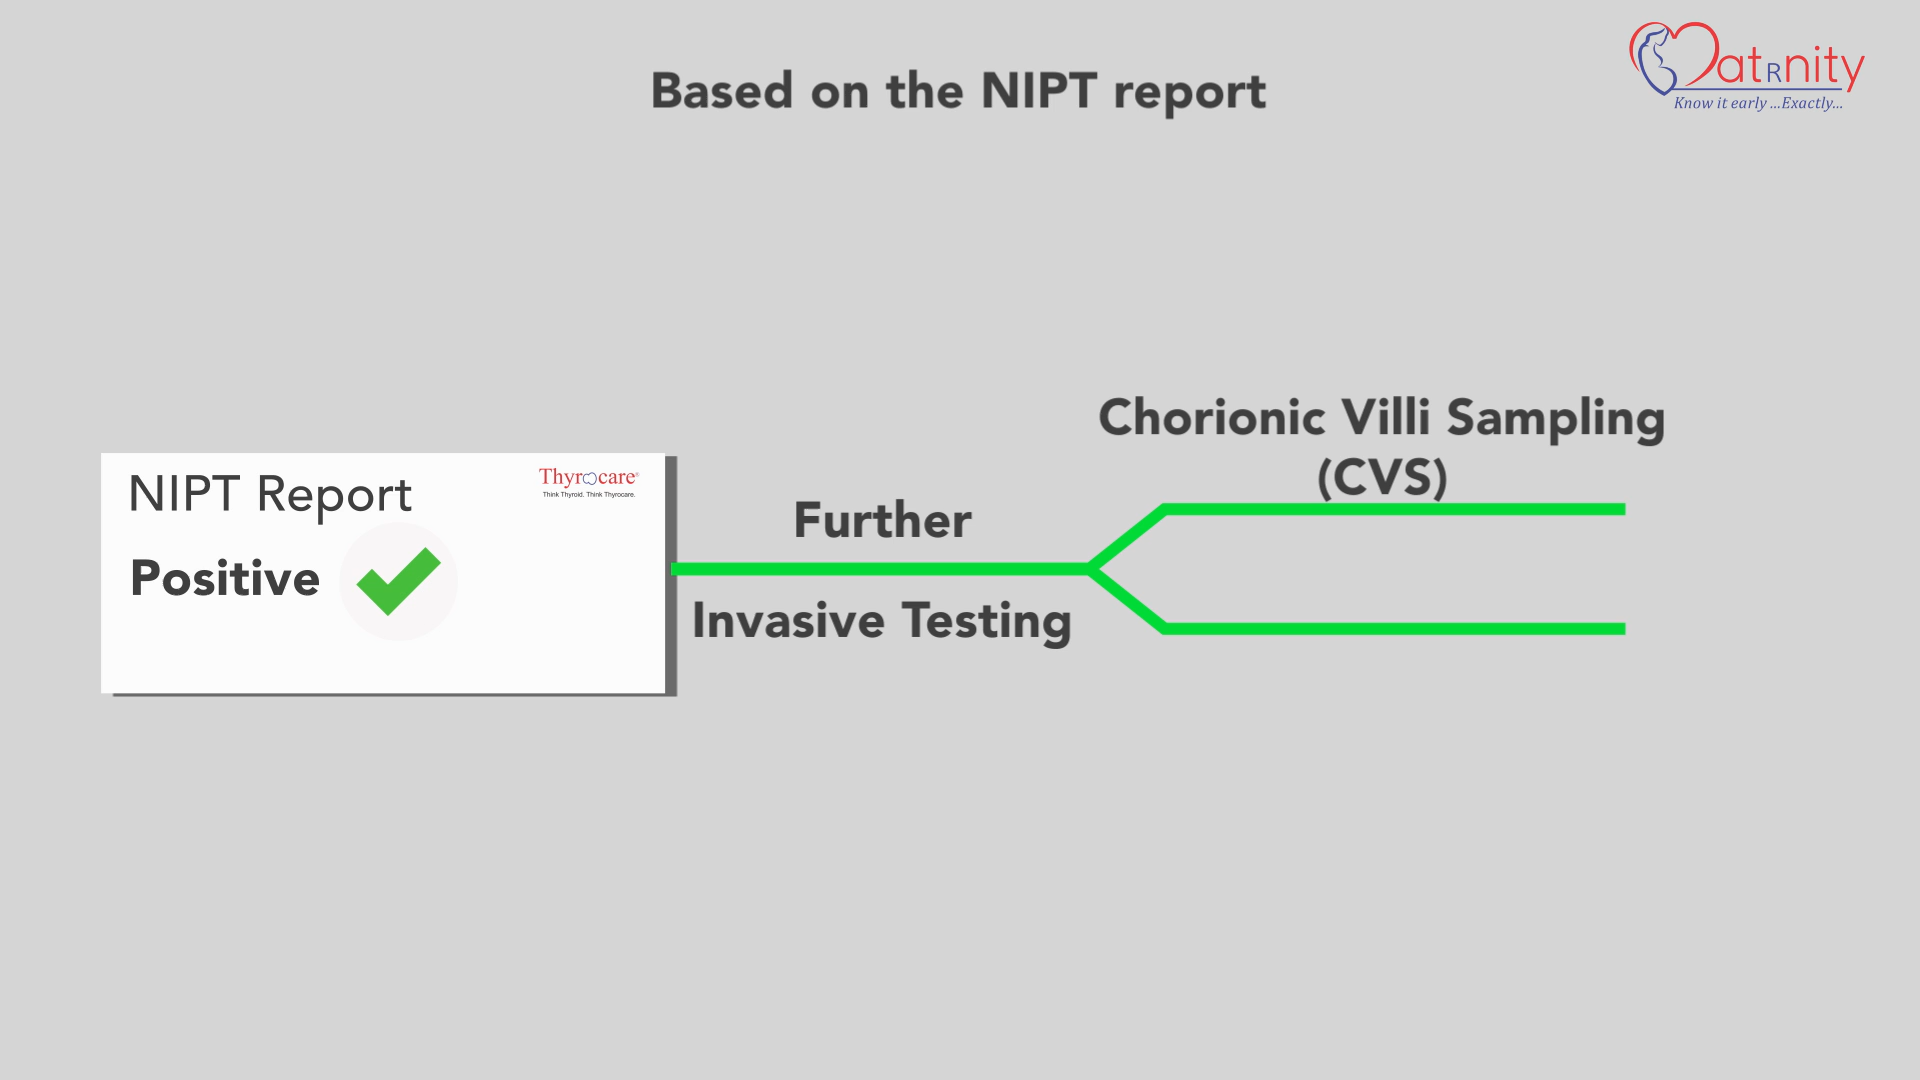 Based on the NIPT report
MatRnity
Know it early ...Exactly...
NIPT Report
Thyrocare®
Think Thyroid. Think Thyrocare.
Positive
Further
Invasive Testing
Chorionic Villi Sampling
(CVS)